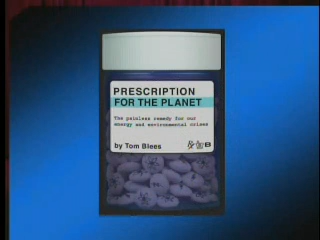 PRESCRIPTION
FOR THE PLANET
The painless remedy for our
energy and environmental crises
by Tom Blees